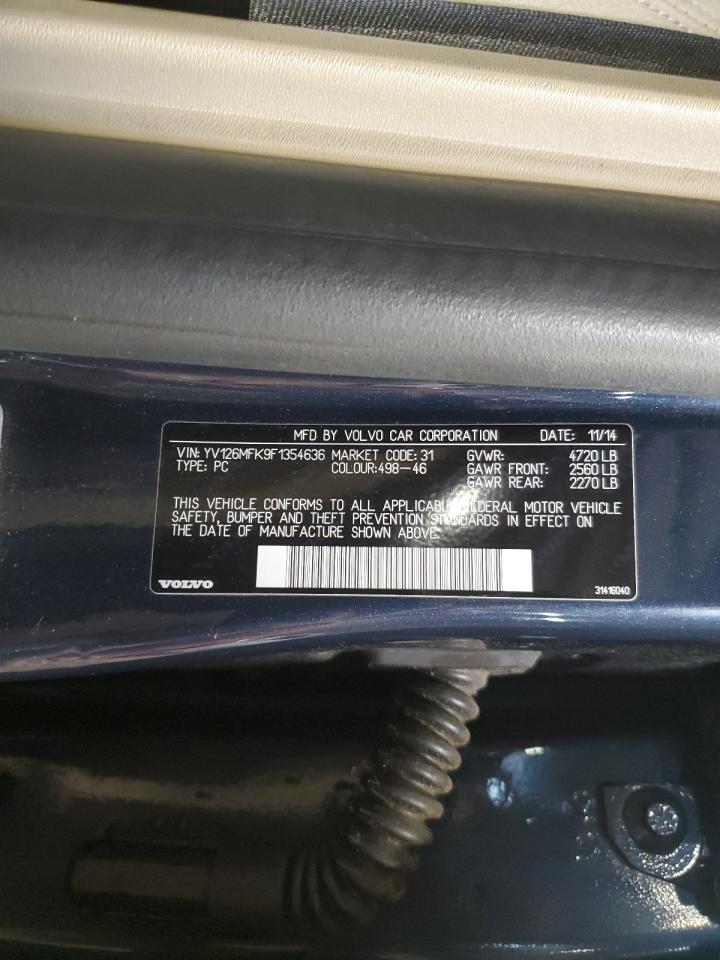 MFD BY VOLVO CAR CORPORATION DATE: 11/14
VIN: YV126MFK9F1354636 MARKET CODE: 31 GVWR: 4720 LB
TYPE: PC COLOUR:498-46 GAWR FRONT: 2560 LB
GAWR REAR: 2270 LB
THIS VEHICLE CONFORMS TO ALL APPLICABLE FEDERAL MOTOR VEHICLE
SAFETY, BUMPER AND THEFT PREVENTION STANDARDS IN EFFECT ON
THE DATE OF MANUFACTURE SHOWN ABOVE.
VOLVO 31416040